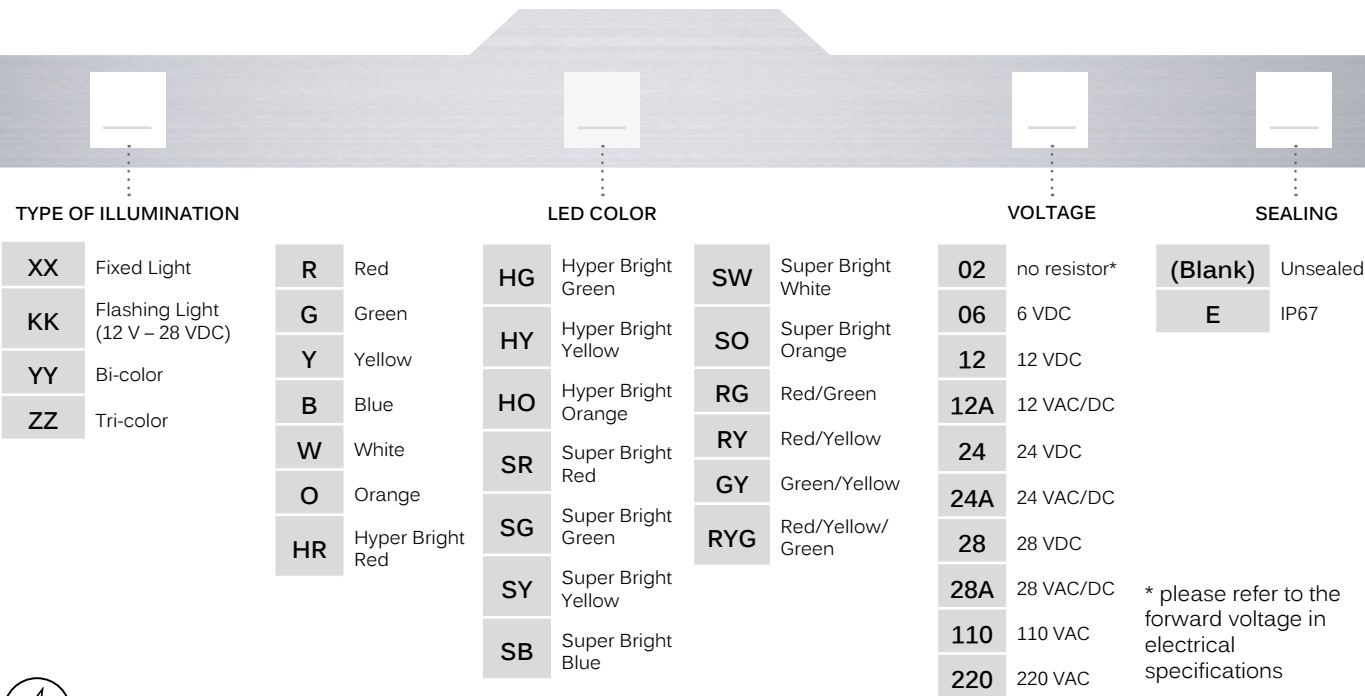 TYPE OF ILLUMINATION
XX Fixed Light
KK Flashing Light
(12 V – 28 VDC)
YY Bi-color
ZZ Tri-color
LED COLOR
R Red
G Green
Y Yellow
B Blue
W White
O Orange
HR Hyper Bright
Red
HG Hyper Bright
Green
HY Hyper Bright
Yellow
HO Hyper Bright
Orange
SR Super Bright
Red
SG Super Bright
Green
SY Super Bright
Yellow
SB Super Bright
Blue
SW Super Bright
White
SO Super Bright
Orange
RG Red/Green
RY Red/Yellow
GY Green/Yellow
RYG Red/Yellow/
Green
VOLTAGE
02 no resistor*
06 6 VDC
12 12 VDC
12A 12 VAC/DC
24 24 VDC
24A 24 VAC/DC
28 28 VDC
28A 28 VAC/DC
110 110 VAC
220 220 VAC
SEALING
(Blank) Unsealed
E IP67
* please refer to the
forward voltage in
electrical
specifications